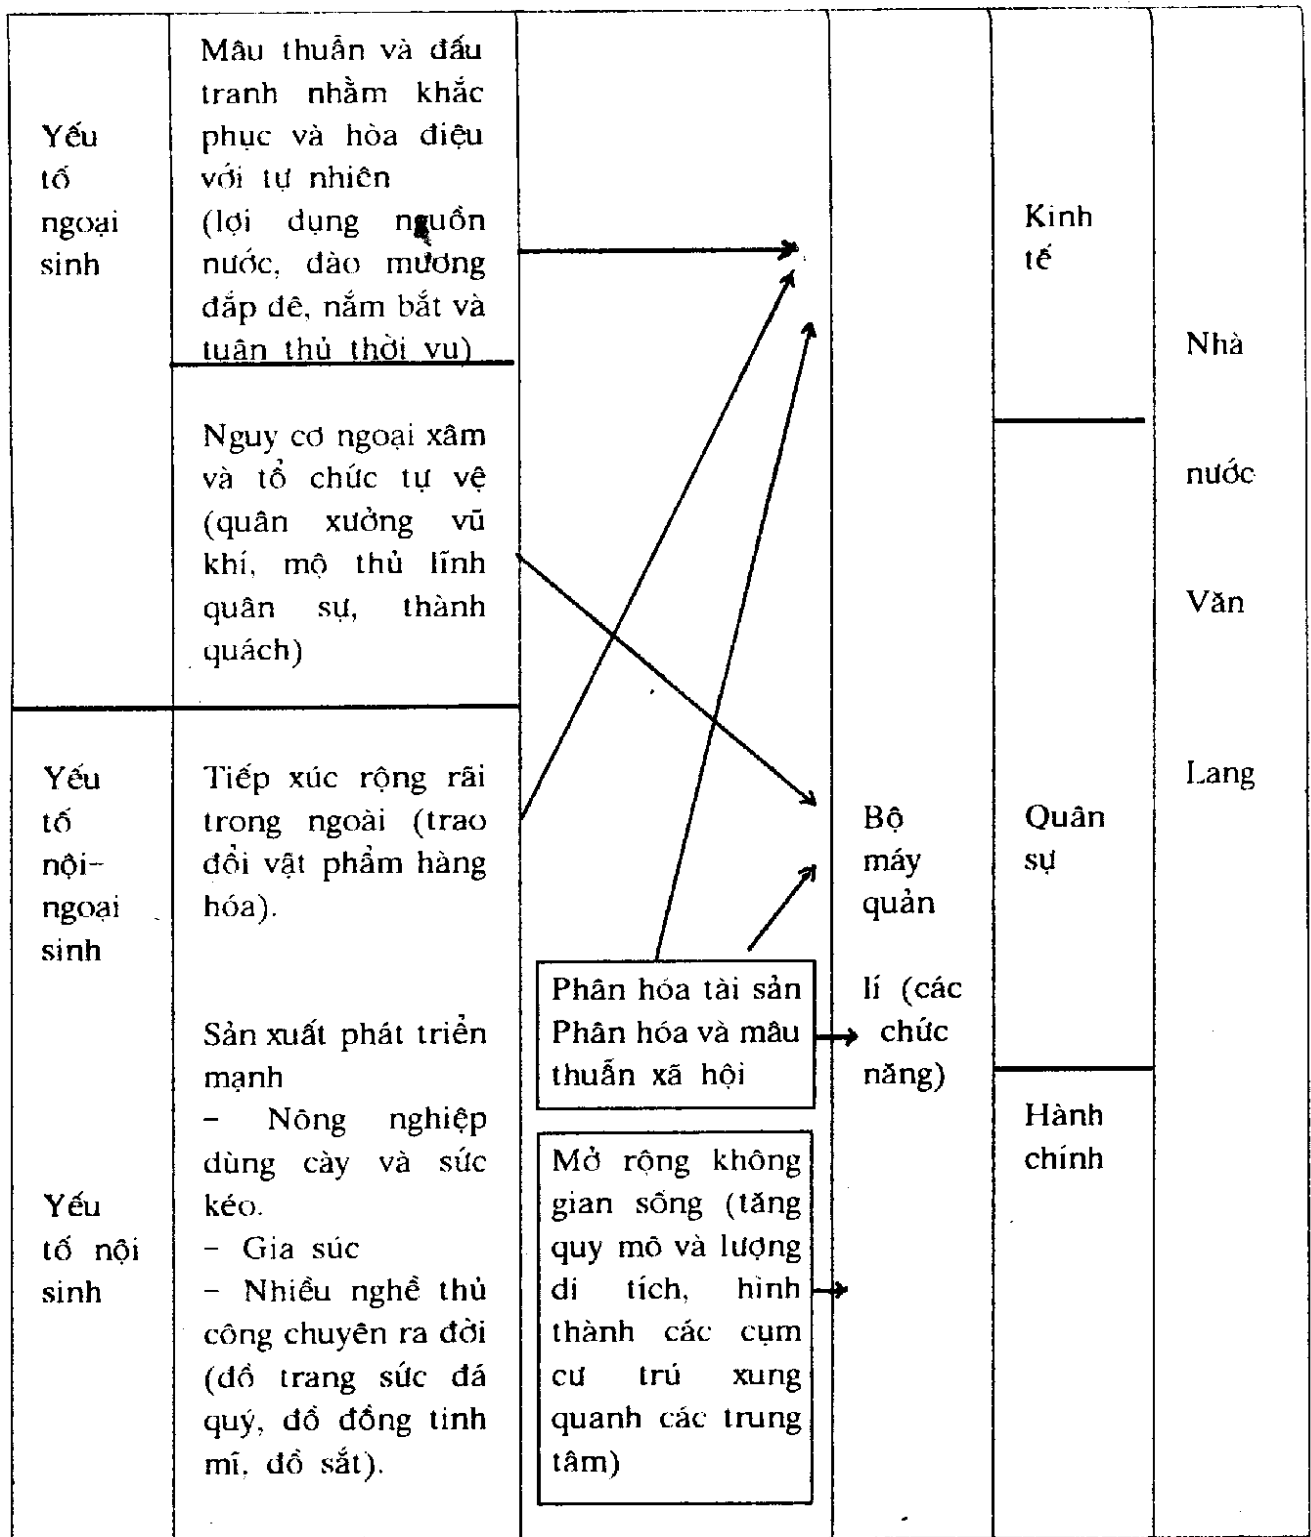 Yếu
tố
ngoại
sinh
Mâu thuẫn và đấu
tranh nhằm khắc
phục và hòa điệu
với tự nhiên
(lợi dụng nguồn
nước, đào mương
đắp đê, nắm bắt và
tuân thủ thời vụ)
Nguy cơ ngoại xâm
và tổ chức tự vệ
(quân xưởng vũ
khí, mộ thủ lĩnh
quân sự, thành
quách)
Yếu
tố
nội-
ngoại
sinh
Tiếp xúc rộng rãi
trong ngoài (trao
đổi vật phẩm hàng
hóa).
Yếu
tố nội
sinh
Sản xuất phát triển
mạnh
- Nông nghiệp
dùng cày và sức
kéo.
- Gia súc
- Nhiều nghề thủ
công chuyên ra đời
(đồ trang sức đá
quý, đồ đồng tinh
mĩ, đồ sắt).
Phân hóa tài sản
Phân hóa và mâu
thuẫn xã hội
Mở rộng không
gian sống (tăng
quy mô và lượng
di tích, hình
thành các cụm
cư trú xung
quanh các trung
tâm)
Bộ
máy
quản
lí (các
chức
năng)
Kinh
tế
Quân
sự
Hành
chính
Nhà
nước
Văn
Lang